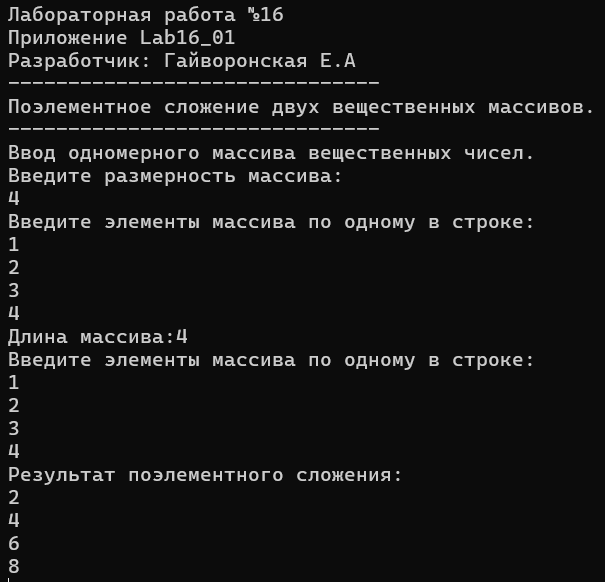 Лабораторная работа №16
Приложение Lab16_01
Разработчик: Гайворонская Е.А
-------------------------------
Поэлементное сложение двух вещественных массивов.
-------------------------------
Ввод одномерного массива вещественных чисел.
Введите размерность массива:
4
Введите элементы массива по одному в строке:
1
2
3
4
Длина массива:4
Введите элементы массива по одному в строке:
1
2
3
4
Результат поэлементного сложения:
2
4
6
8